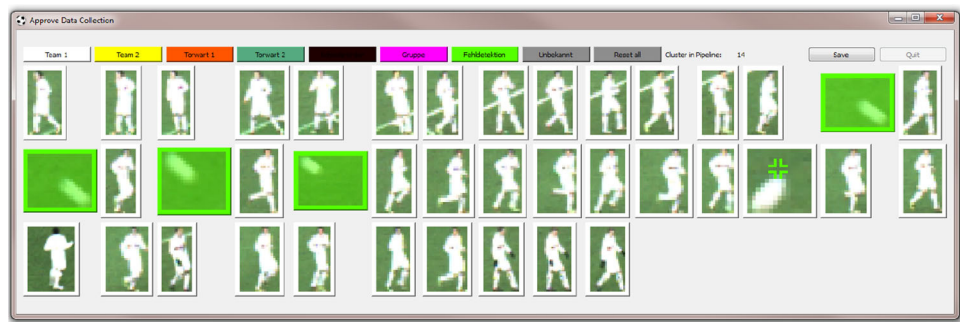 Approve Data Collection
Team 1 Team 2 Torwart 1 Torwart 2 Gruppe Fehldetektion Unbekannt Reset all Cluster in Pipeline: 14 Save Quit